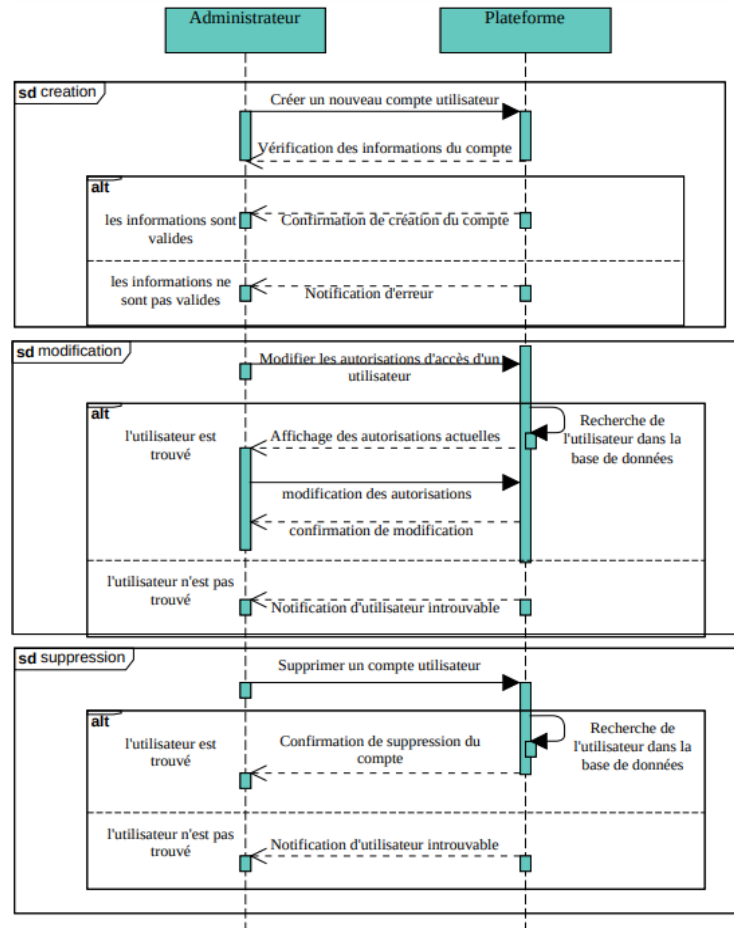 Administrateur
Plateforme
sd creation
Créer un nouveau compte utilisateur
Vérification des informations du compte
alt
les informations sont
valides
Confirmation de création du compte
les informations ne
sont pas valides
Notification d'erreur
sd modification
Modifier les autorisations d'accès d'un
utilisateur
alt
l'utilisateur est
trouvé
Recherche de
l'utilisateur dans la
base de données
Affichage des autorisations actuelles
modification des autorisations
confirmation de modification
l'utilisateur n'est pas
trouvé
Notification d'utilisateur introuvable
sd suppression
Supprimer un compte utilisateur
alt
l'utilisateur est
trouvé
Confirmation de suppression du
compte
Recherche de
l'utilisateur dans la
base de données
l'utilisateur n'est pas
trouvé
Notification d'utilisateur introuvable